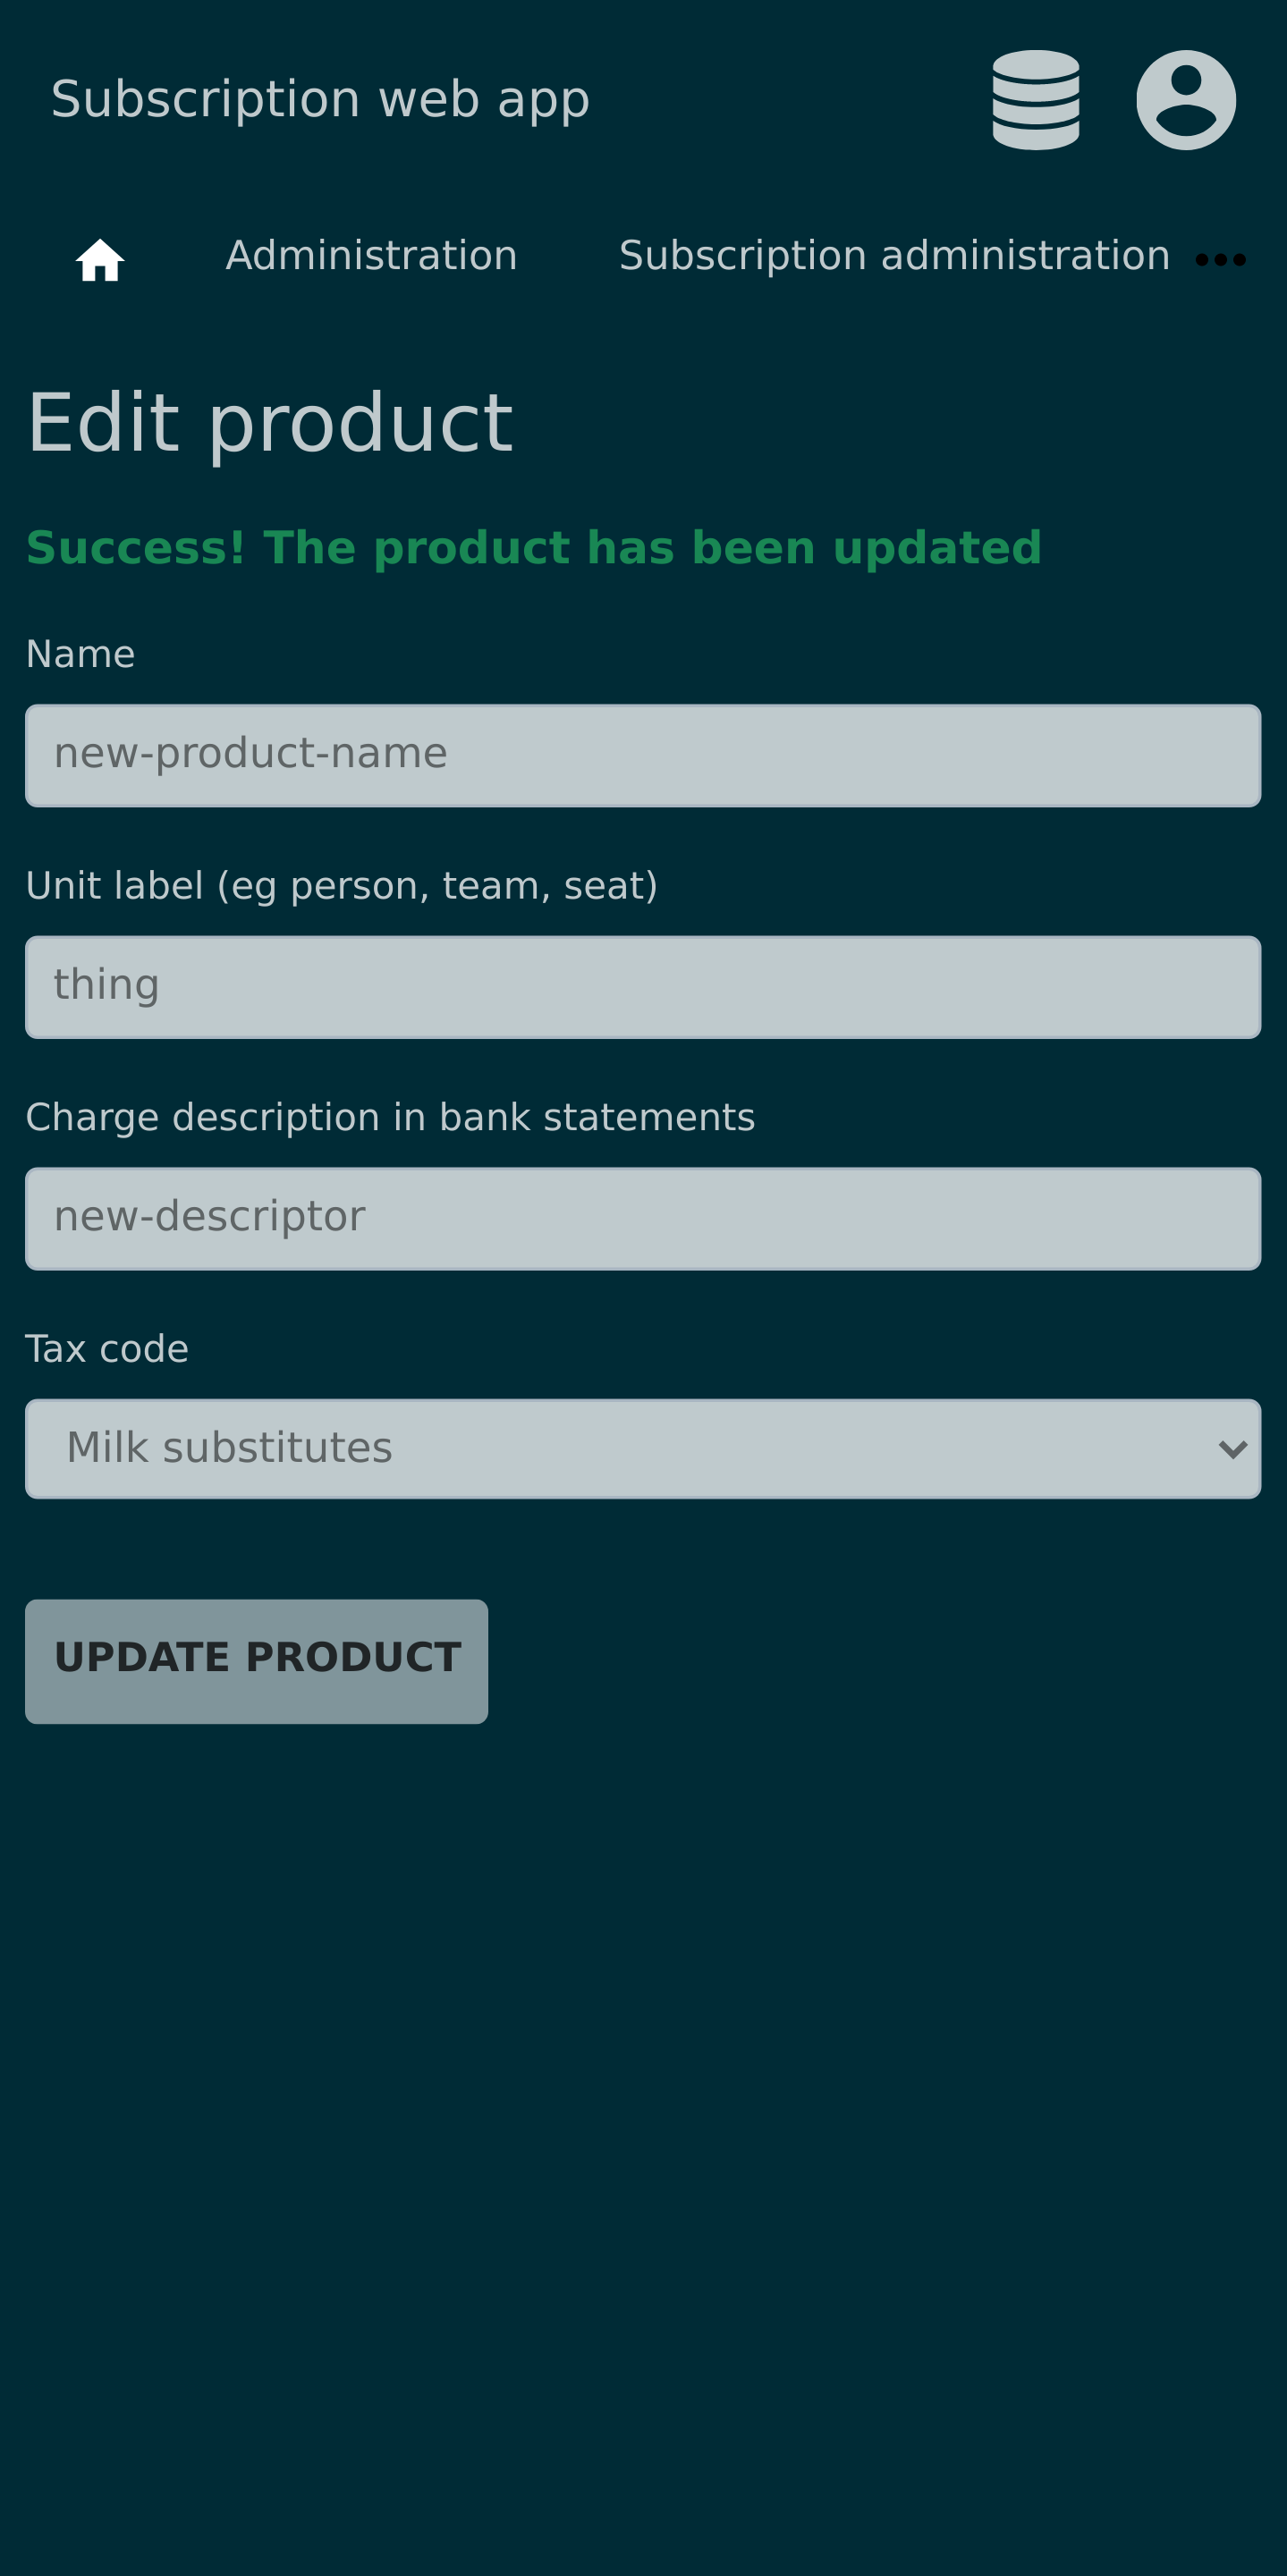 Subscription web app
Administration Subscription administration •••
Edit product
Success! The product has been updated
Name
new-product-name
Unit label (eg person, team, seat)
thing
Charge description in bank statements
new-descriptor
Tax code
Milk substitutes
UPDATE PRODUCT